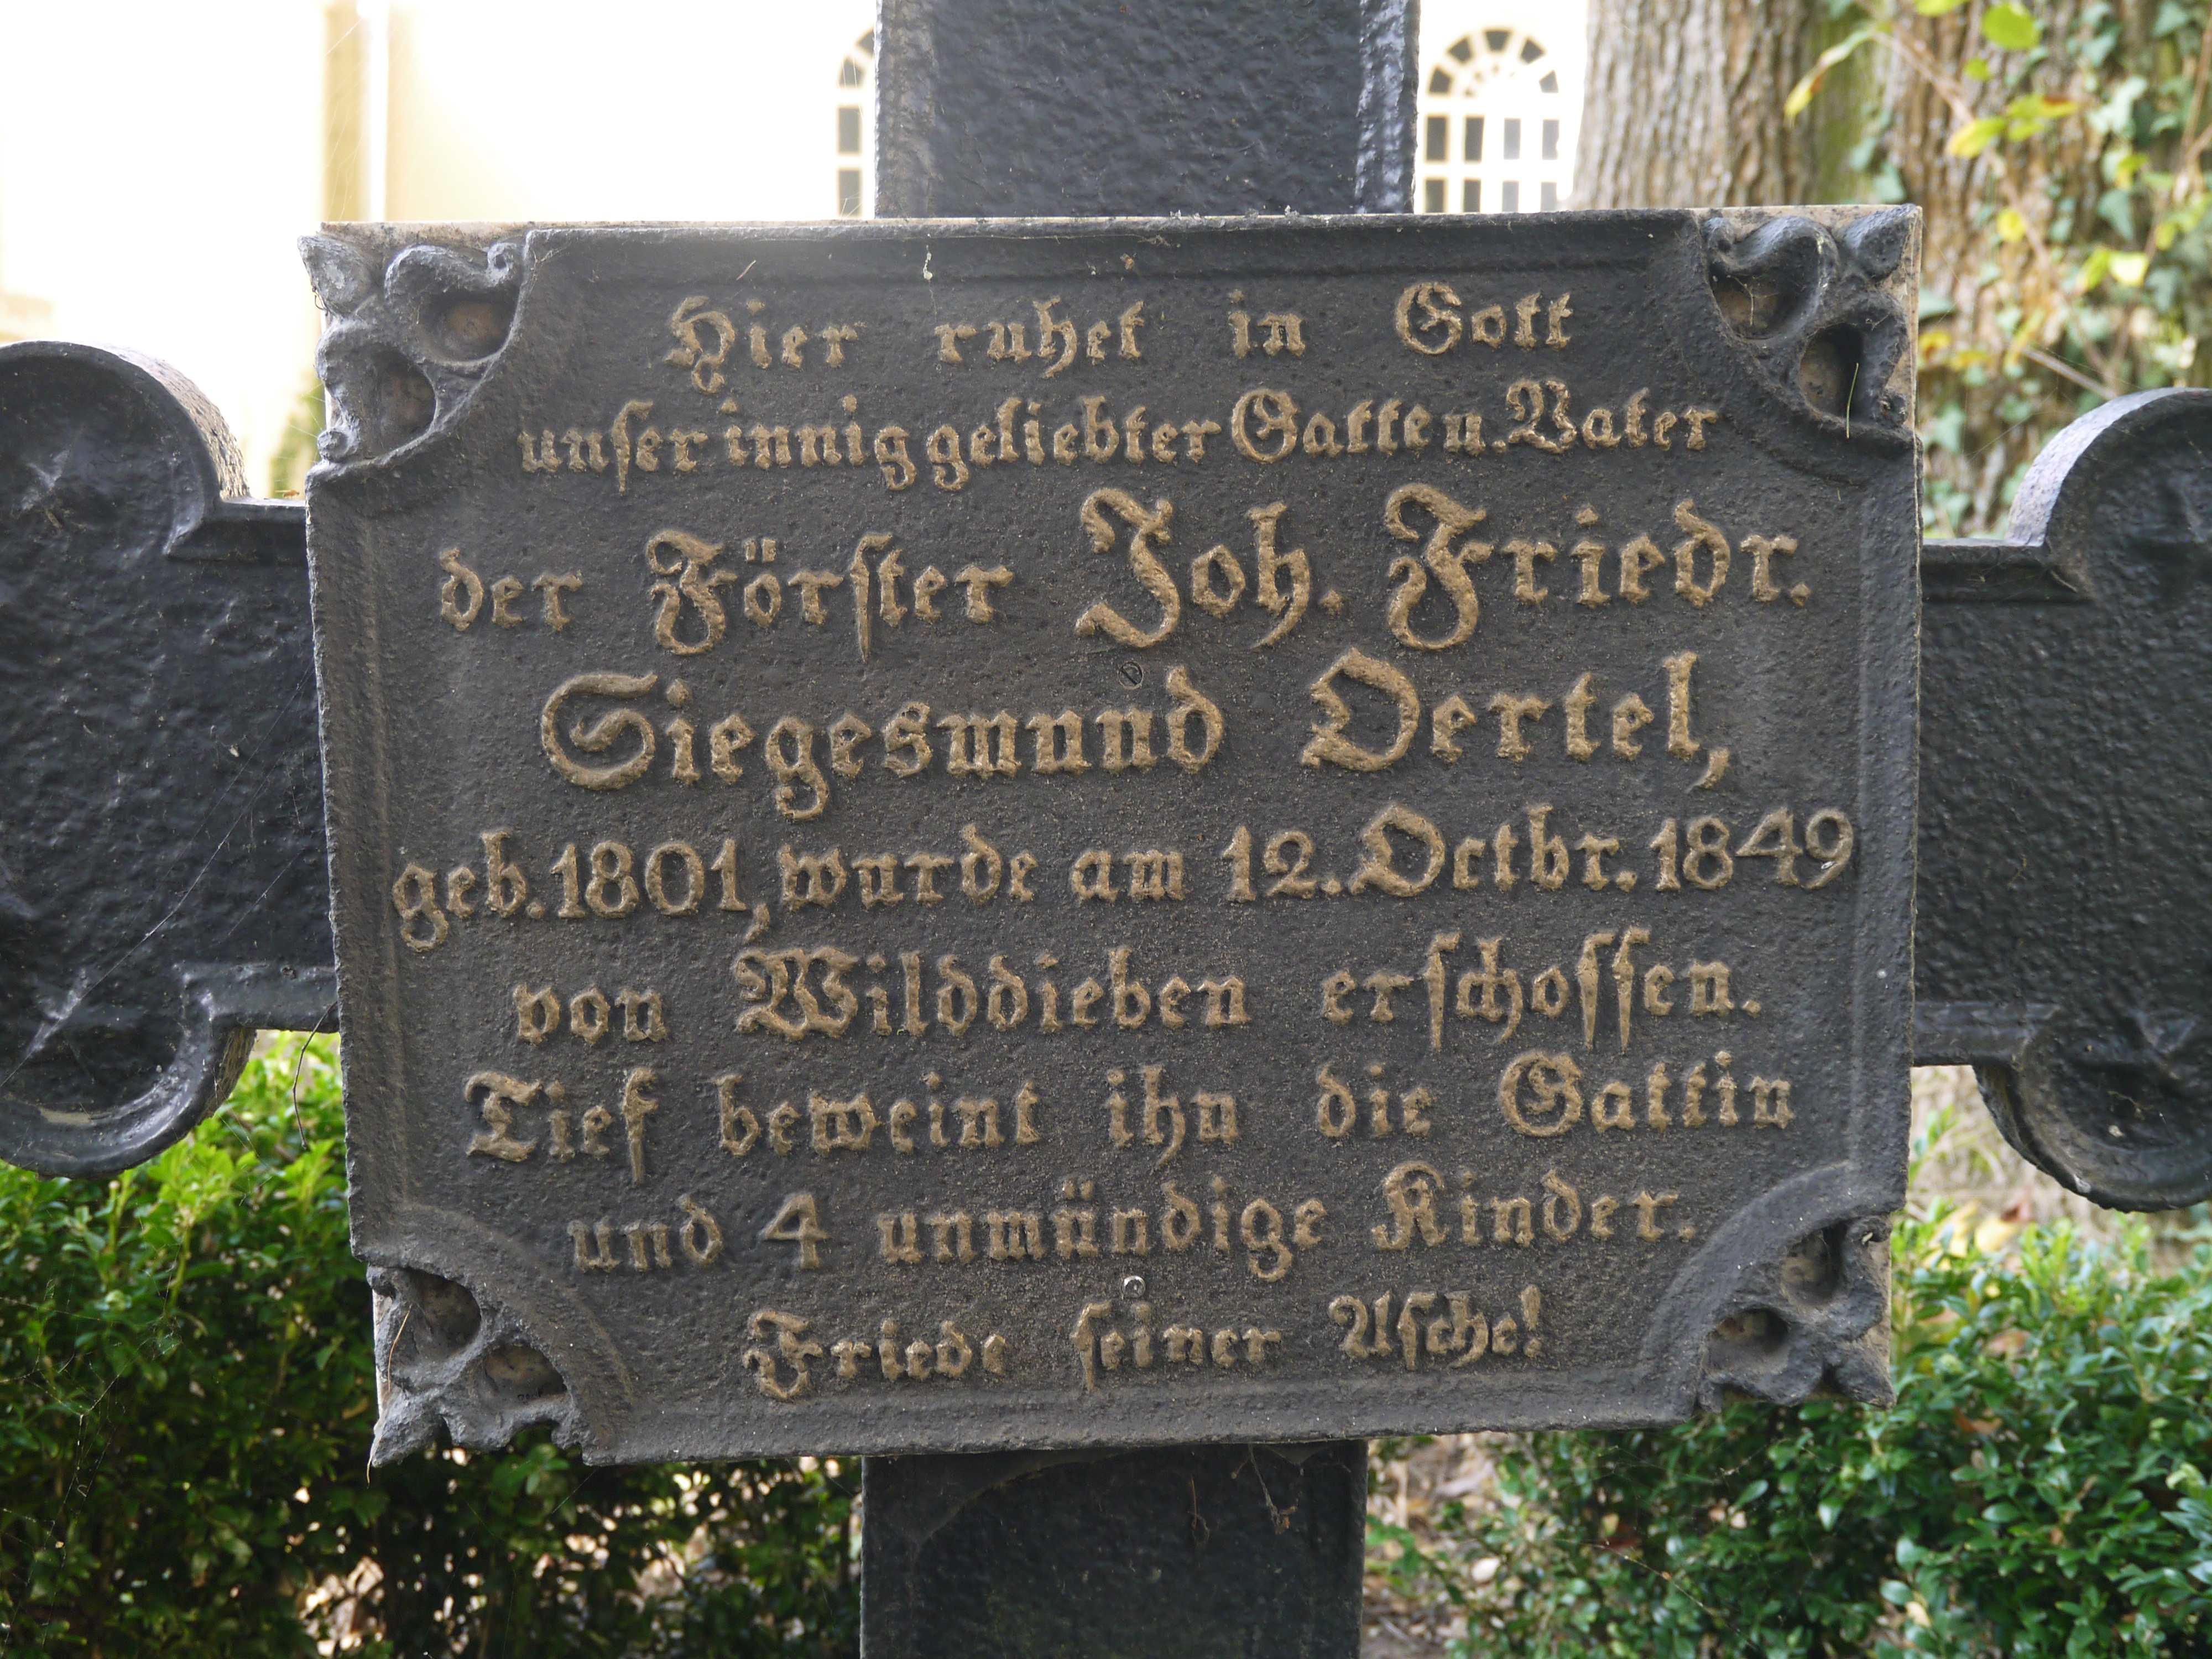 Hier ruhet in Gott
unser innig geliebter Gatte u. Vater
der Förster Joh. Friedr.
Siegesmund Oertel,
geb. 1801, wurde am 12. Octbr. 1849
von Wilddieben erschossen.
Tief beweint ihn die Gattin
und 4 unmündige Kinder.
Friede seiner Asche!